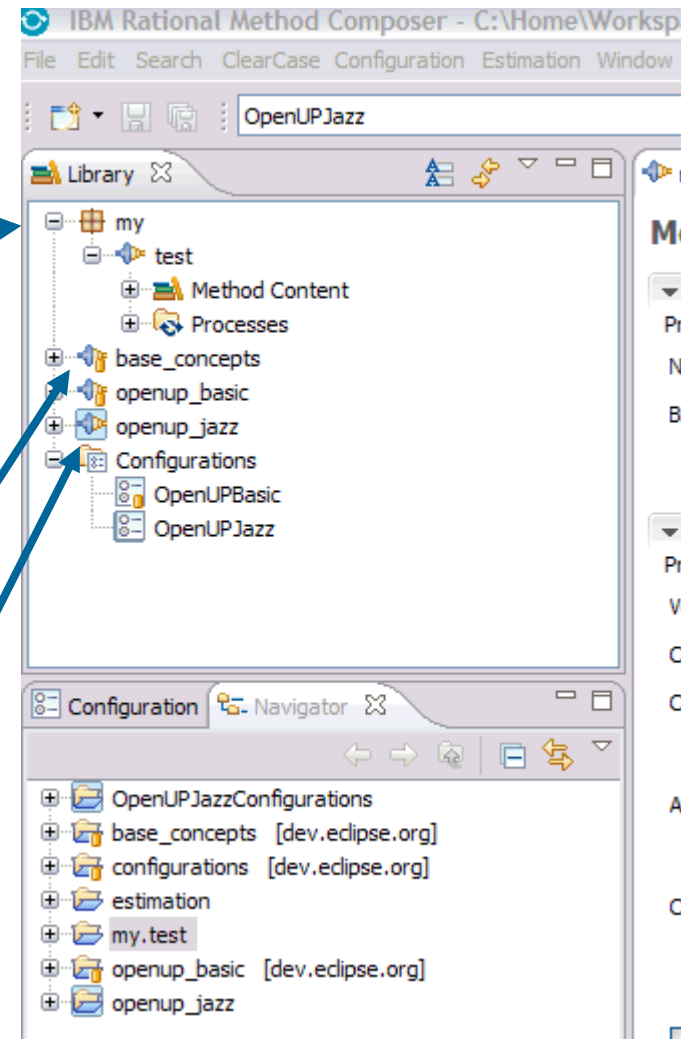 IBM Rational Method Composer - C:\Home\Worksp
File Edit Search ClearCase Configuration Estimation Window
OpenUPJazz
Library
my
test
Method Content
Processes
base_concepts
openup_basic
openup_jazz
Configurations
OpenUPBasic
OpenUPJazz
Configuration Navigator
OpenUPJazzConfigurations
base_concepts [dev.eclipse.org]
configurations [dev.eclipse.org]
estimation
my.test
openup_basic [dev.eclipse.org]
openup_jazz